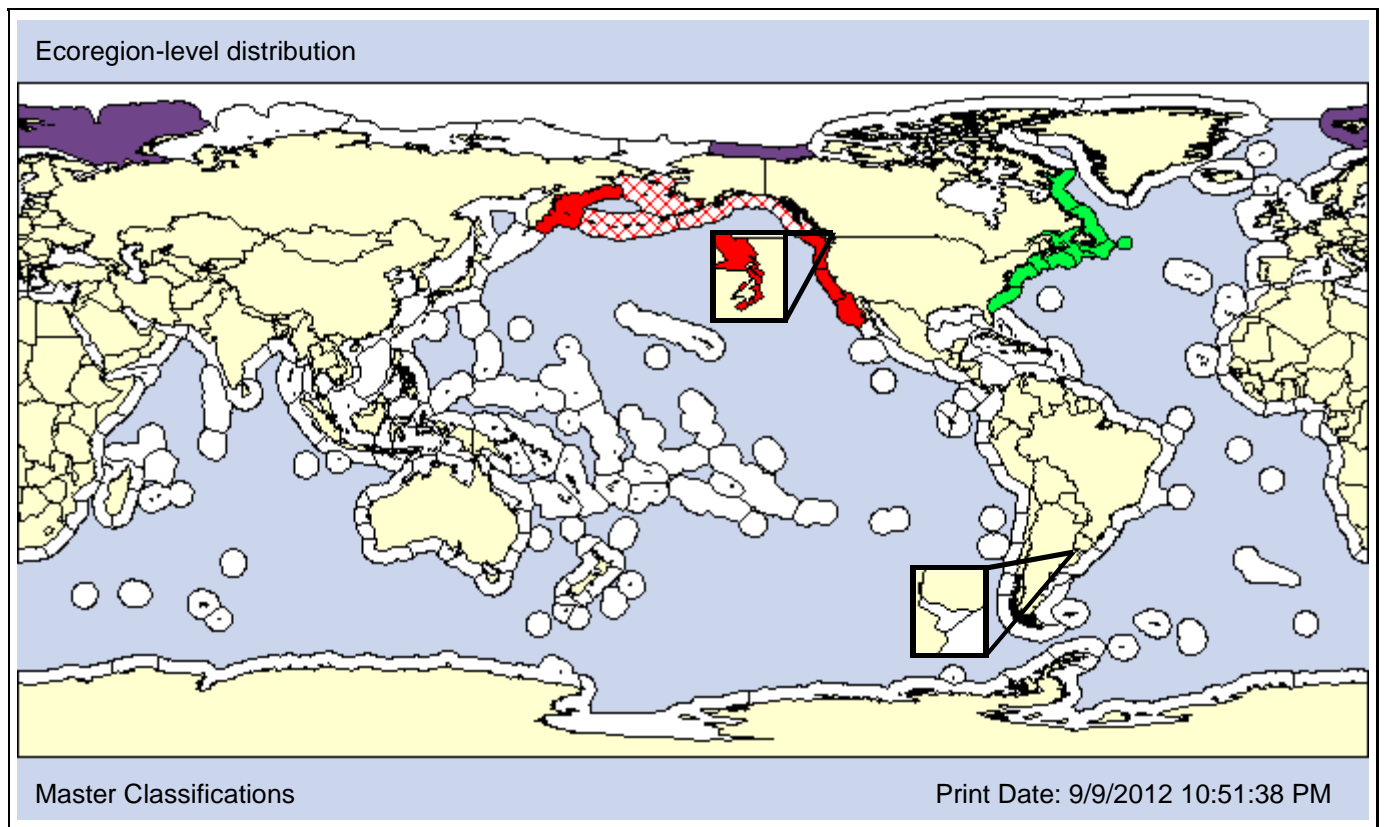 Ecoregion-level distribution
Master Classifications
Print Date: 9/9/2012 10:51:38 PM